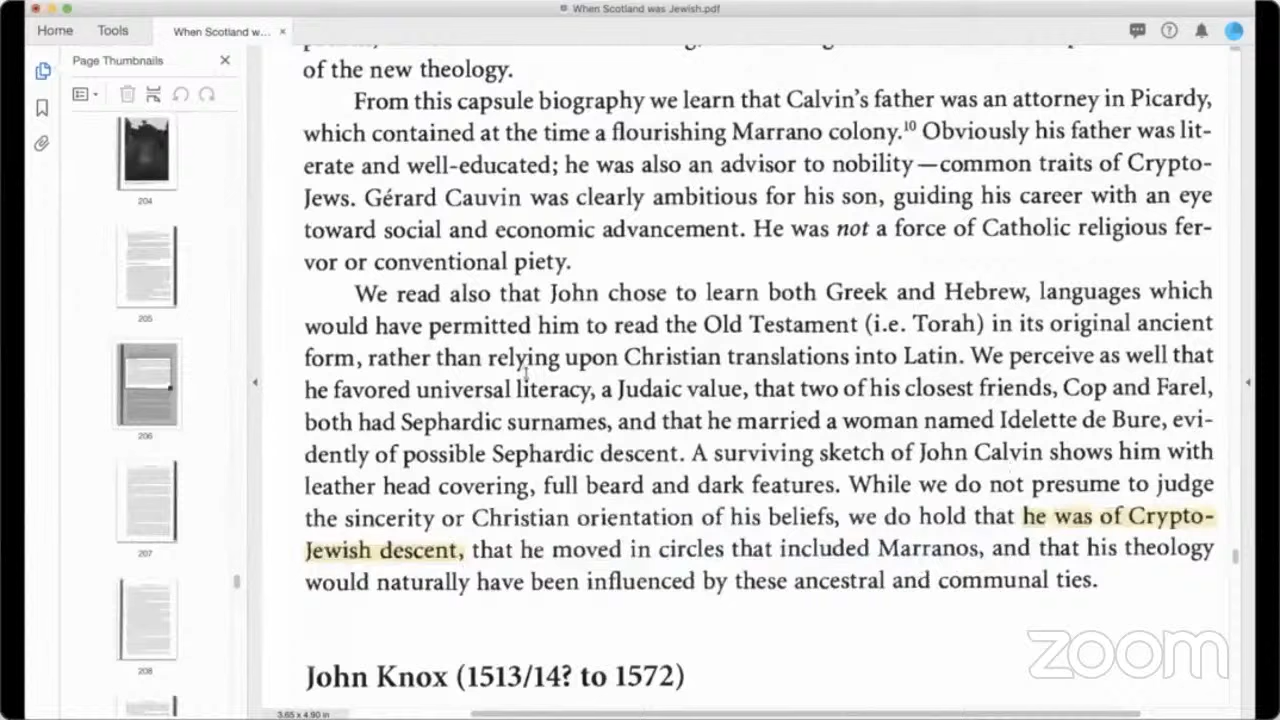 When Scotland was Jewish.pdf
Home
Tools
When Scotland w...
Page Thumbnails
204
205
206
207
208
of the new theology.
From this capsule biography we learn that Calvin's father was an attorney in Picardy,
which contained at the time a flourishing Marrano colony.¹⁰ Obviously his father was lit-
erate and well-educated; he was also an advisor to nobility—common traits of Crypto-
Jews. Gérard Cauvin was clearly ambitious for his son, guiding his career with an eye
toward social and economic advancement. He was not a force of Catholic religious fer-
vor or conventional piety.
We read also that John chose to learn both Greek and Hebrew, languages which
would have permitted him to read the Old Testament (i.e. Torah) in its original ancient
form, rather than relying upon Christian translations into Latin. We perceive as well that
he favored universal literacy, a Judaic value, that two of his closest friends, Cop and Farel,
both had Sephardic surnames, and that he married a woman named Idelette de Bure, evi-
dently of possible Sephardic descent. A surviving sketch of John Calvin shows him with
leather head covering, full beard and dark features. While we do not presume to judge
the sincerity or Christian orientation of his beliefs, we do hold that he was of Crypto-
Jewish descent, that he moved in circles that included Marranos, and that his theology
would naturally have been influenced by these ancestral and communal ties.
John Knox (1513/14? to 1572)
3.65 x 4.90 in
zoom